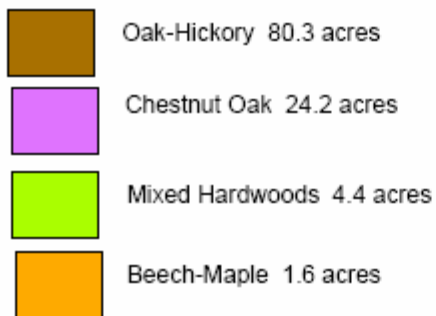 Oak-Hickory  80.3 acres
Chestnut Oak  24.2 acres
Mixed Hardwoods  4.4 acres
Beech-Maple  1.6 acres